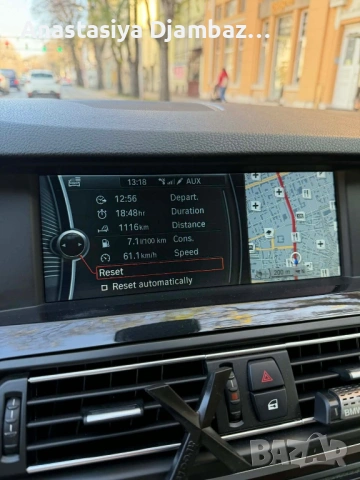 Anastasiya Djambaz...
13:18 AUX
12:56 Depart.
18:48hr Duration
1116km Distance
7.1l/100 km Cons.
61.1km/h Speed
Reset
Reset automatically
200 m
BMW
BAZAR